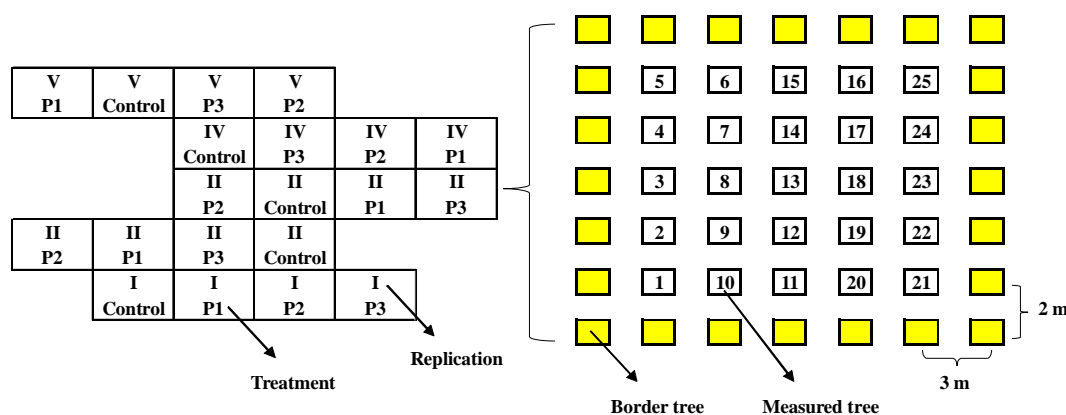 V V V V
P1 Control P3 P2
IV IV IV IV
Control P3 P2 P1
II II II II
P2 Control P1 P3
II II II II
P2 P1 P3 Control
I I I I
Control P1 P2 P3
Treatment
Replication
5 6 15 16 25
4 7 14 17 24
3 8 13 18 23
2 9 12 19 22
1 10 11 20 21
2 m
3 m
Border tree
Measured tree